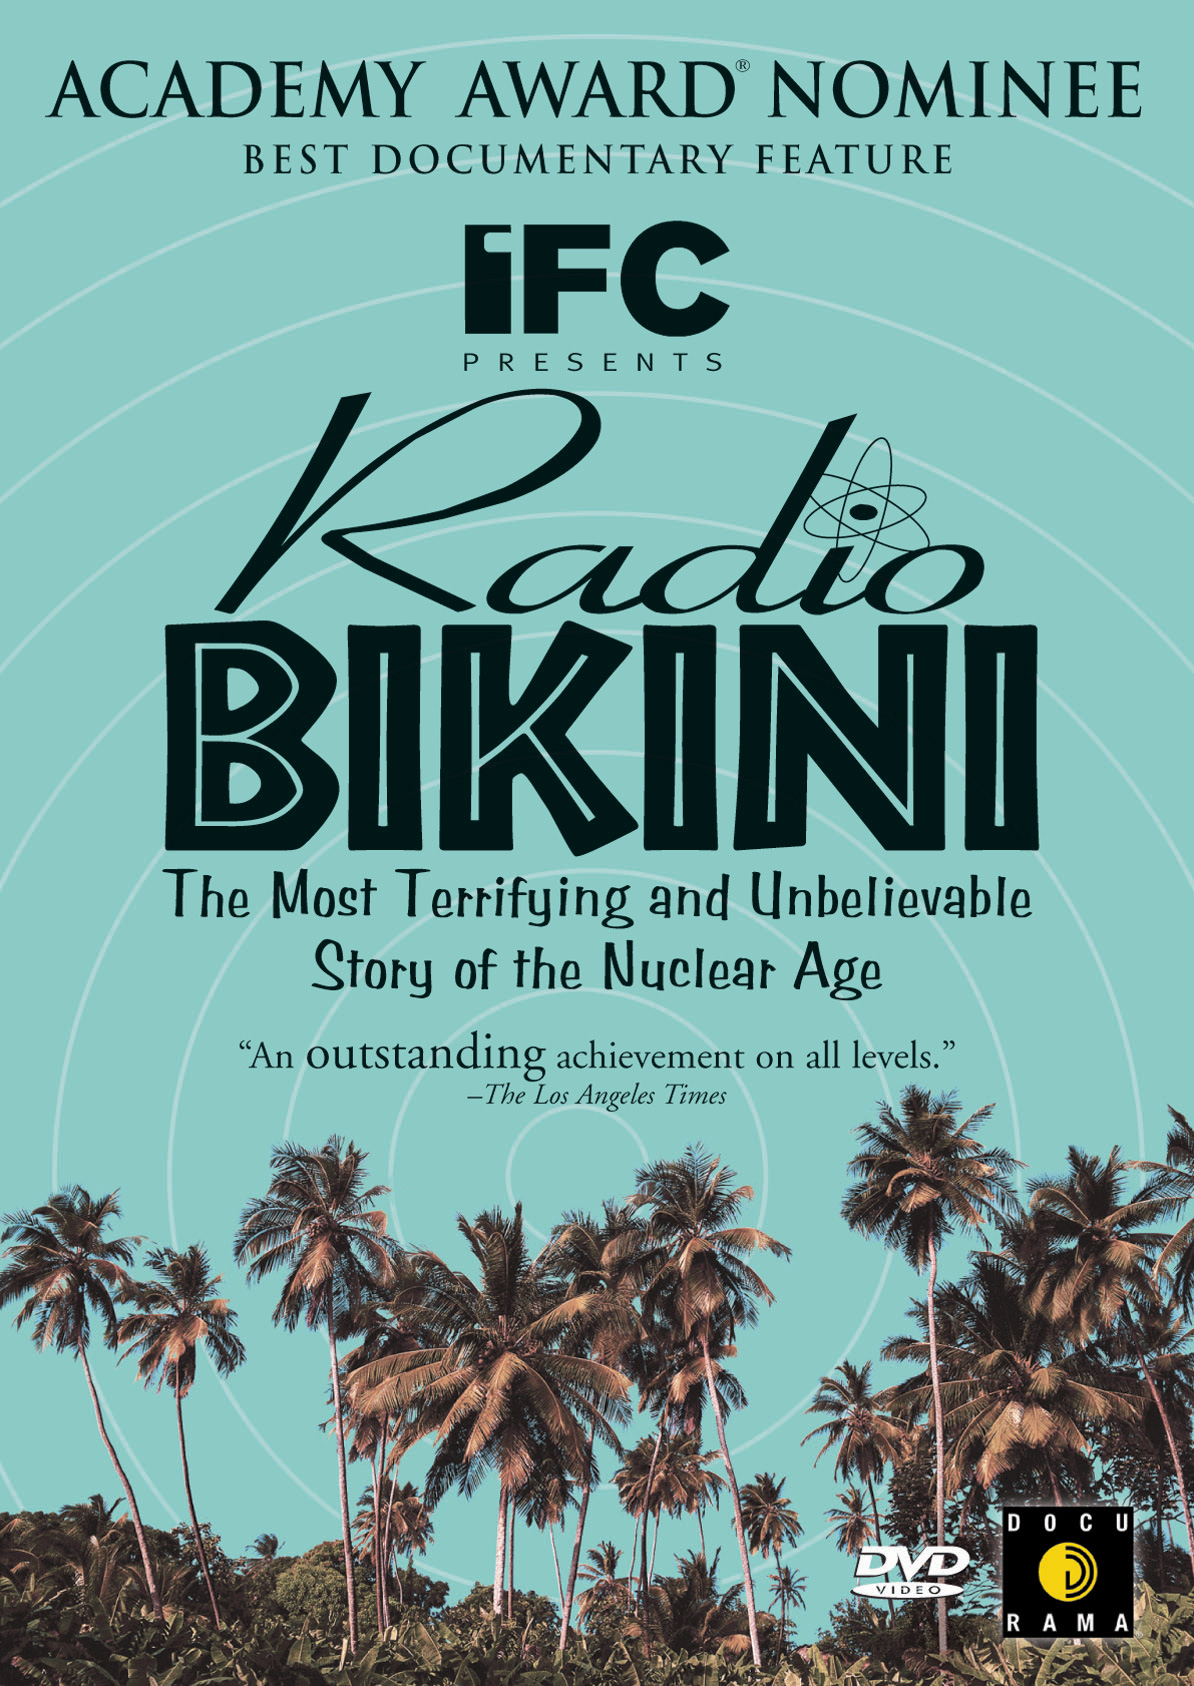 ACADEMY AWARD® NOMINEE
BEST DOCUMENTARY FEATURE
iFC
PRESENTS
Radio
BIKINI
The Most Terrifying and Unbelievable
Story of the Nuclear Age
“An outstanding achievement on all levels.”
–The Los Angeles Times
DVD
VIDEO
DOCU
RAMA